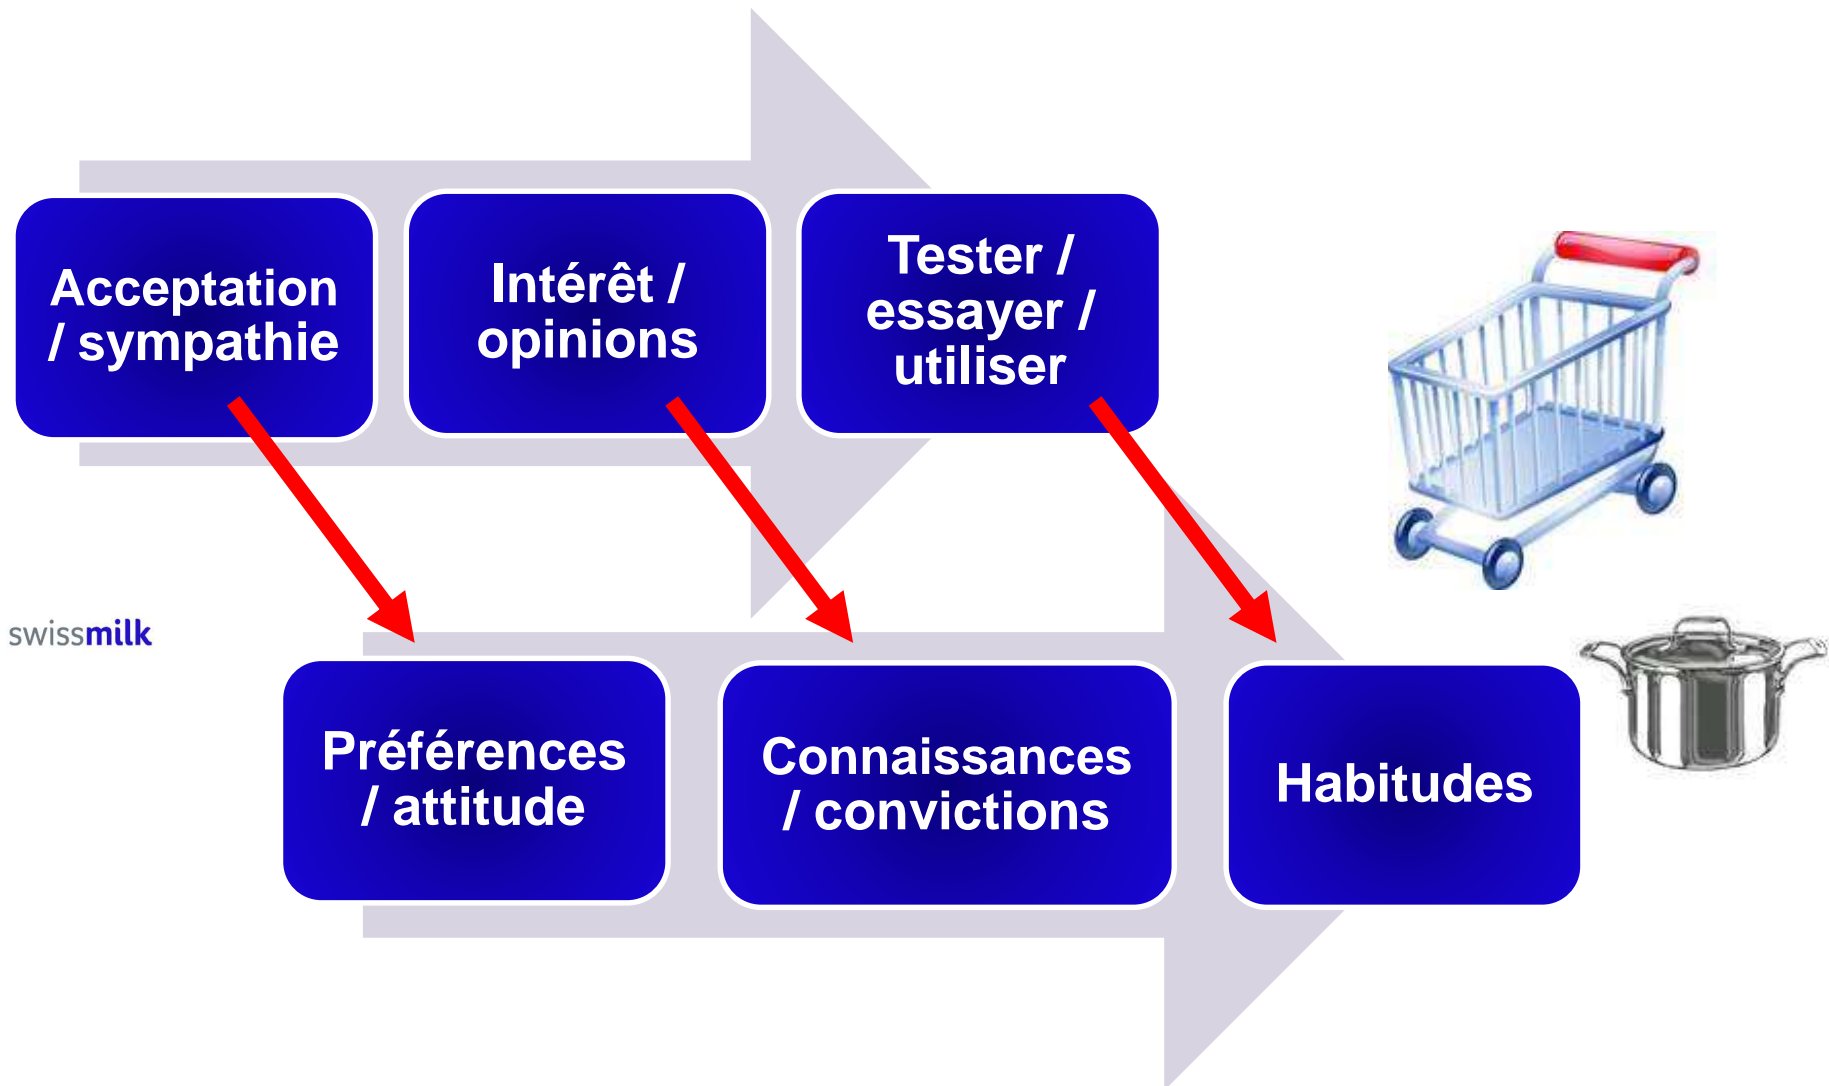 Acceptation
/ sympathie
Intérêt /
opinions
Tester /
essayer /
utiliser
swissmilk
Préférences
/ attitude
Connaissances
/ convictions
Habitudes